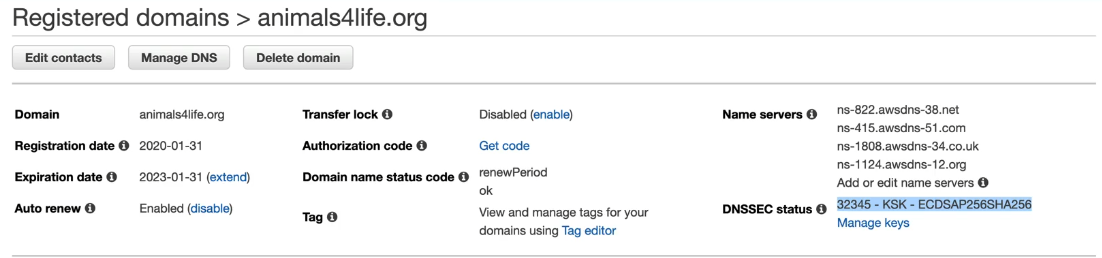 Registered domains > animals4life.org
Edit contacts
Manage DNS
Delete domain
Domain
animals4life.org
Registration date
2020-01-31
Expiration date
2023-01-31 (extend)
Auto renew
Enabled (disable)
Transfer lock
Disabled (enable)
Authorization code
Get code
Domain name status code
renewPeriod
ok
Tag
View and manage tags for your
domains using Tag editor
Name servers
ns-822.awsdns-38.net
ns-415.awsdns-51.com
ns-1808.awsdns-34.co.uk
ns-1124.awsdns-12.org
Add or edit name servers
DNSSEC status
32345 - KSK - ECDSAP256SHA256
Manage keys